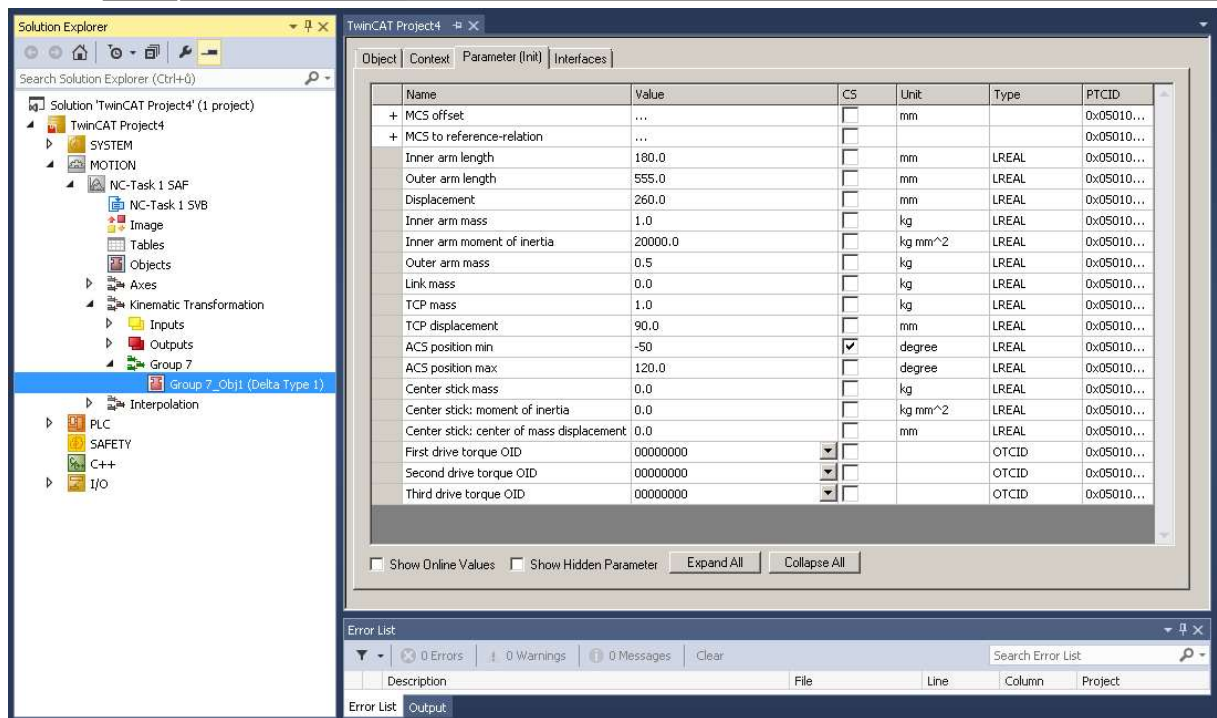 Solution Explorer
Search Solution Explorer (Ctrl+ů)
Solution 'TwinCAT Project4' (1 project)
TwinCAT Project4
SYSTEM
MOTION
NC-Task 1 SAF
NC-Task 1 SVB
Image
Tables
Objects
Axes
Kinematic Transformation
Inputs
Outputs
Group 7
Group 7_Obj1 (Delta Type 1)
Interpolation
PLC
SAFETY
C++
I/O
TwinCAT Project4
Object Context Parameter (Init) Interfaces
Name Value CS Unit Type PTCID
+ MCS offset ... mm 0x05010...
+ MCS to reference-relation ... 0x05010...
Inner arm length 180.0 mm LREAL 0x05010...
Outer arm length 555.0 mm LREAL 0x05010...
Displacement 260.0 mm LREAL 0x05010...
Inner arm mass 1.0 kg LREAL 0x05010...
Inner arm moment of inertia 20000.0 kg mm^2 LREAL 0x05010...
Outer arm mass 0.5 kg LREAL 0x05010...
Link mass 0.0 kg LREAL 0x05010...
TCP mass 1.0 kg LREAL 0x05010...
TCP displacement 90.0 mm LREAL 0x05010...
ACS position min -50 degree LREAL 0x05010...
ACS position max 120.0 degree LREAL 0x05010...
Center stick mass 0.0 kg LREAL 0x05010...
Center stick: moment of inertia 0.0 kg mm^2 LREAL 0x05010...
Center stick: center of mass displacement 0.0 mm LREAL 0x05010...
First drive torque OID 00000000 OTCID 0x05010...
Second drive torque OID 00000000 OTCID 0x05010...
Third drive torque OID 00000000 OTCID 0x05010...
Show Online Values Show Hidden Parameter Expand All Collapse All
Error List
0 Errors 0 Warnings 0 Messages Clear Search Error List
Description File Line Column Project
Error List Output